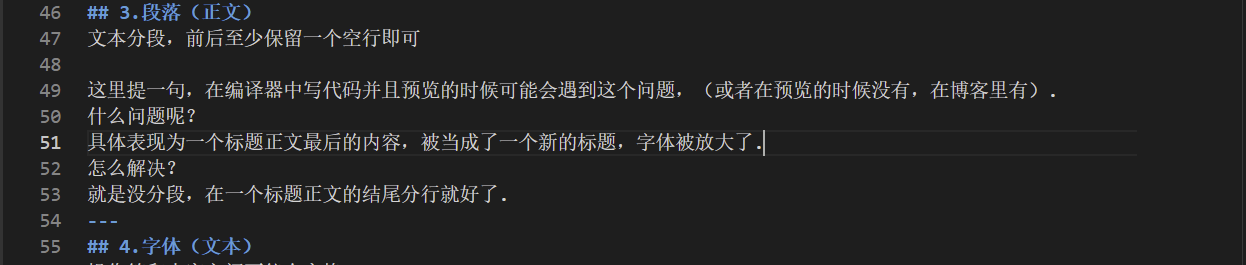 46 ## 3.段落（正文）
47 文本分段，前后至少保留一个空行即可
48
49 这里提一句，在编译器中写代码并且预览的时候可能会遇到这个问题，（或者在预览的时候没有，在博客里有）.
50 什么问题呢？
51 具体表现为一个标题正文最后的内容，被当成了一个新的标题，字体被放大了.
52 怎么解决？
53 就是没分段，在一个标题正文的结尾分行就好了.
54 ---
55 ## 4.字体（文本）